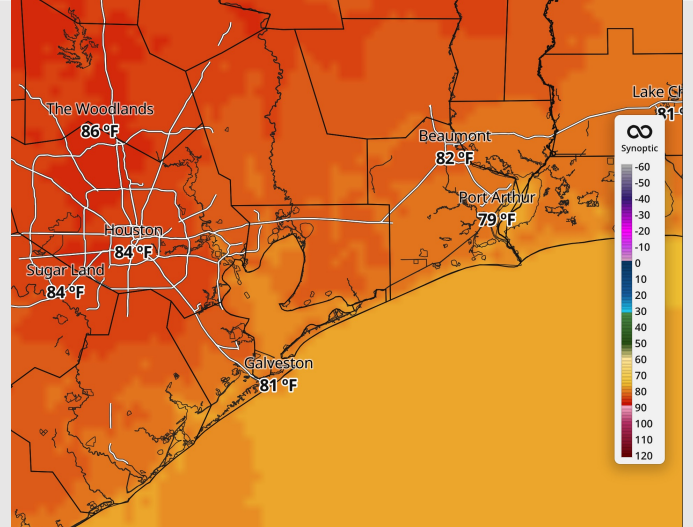 Lake Ch
81 °
The Woodlands
86 °F
Beaumont
82 °F
Port Arthur
79 °F
Houston
84 °F
Sugar Land
84 °F
Galveston
81 °F
Synoptic
-60
-50
-40
-30
-20
-10
0
10
20
30
40
50
60
70
80
90
100
110
120